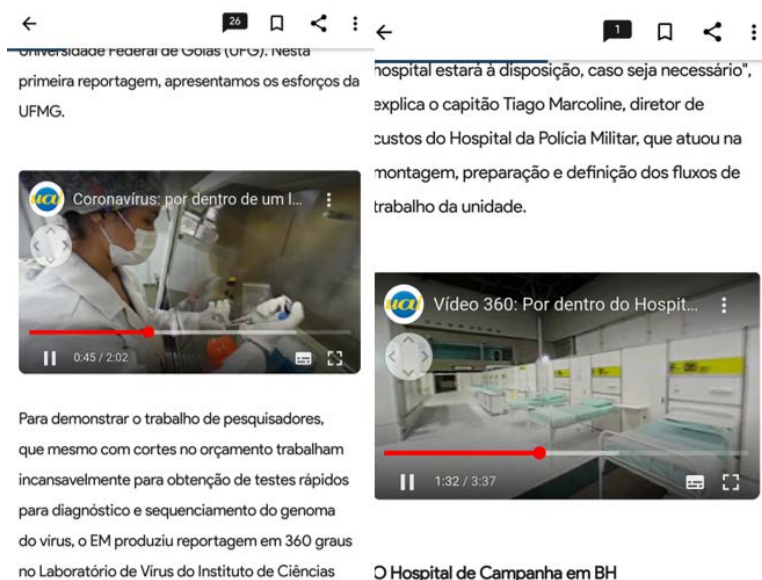 26
Universidade Federal de Goiás (UFG). Nesta
primeira reportagem, apresentamos os esforços da
UFMG.
uai
Coronavírus: por dentro de um l...
0:45 / 2:02
Para demonstrar o trabalho de pesquisadores,
que mesmo com cortes no orçamento trabalham
incansavelmente para obtenção de testes rápidos
para diagnóstico e sequenciamento do genoma
do vírus, o EM produziu reportagem em 360 graus
no Laboratório de Vírus do Instituto de Ciências
1
hospital estará à disposição, caso seja necessário",
explica o capitão Tiago Marcoline, diretor de
custos do Hospital da Polícia Militar, que atuou na
montagem, preparação e definição dos fluxos de
trabalho da unidade.
uai
Vídeo 360: Por dentro do Hospit...
1:32 / 3:37
O Hospital de Campanha em BH